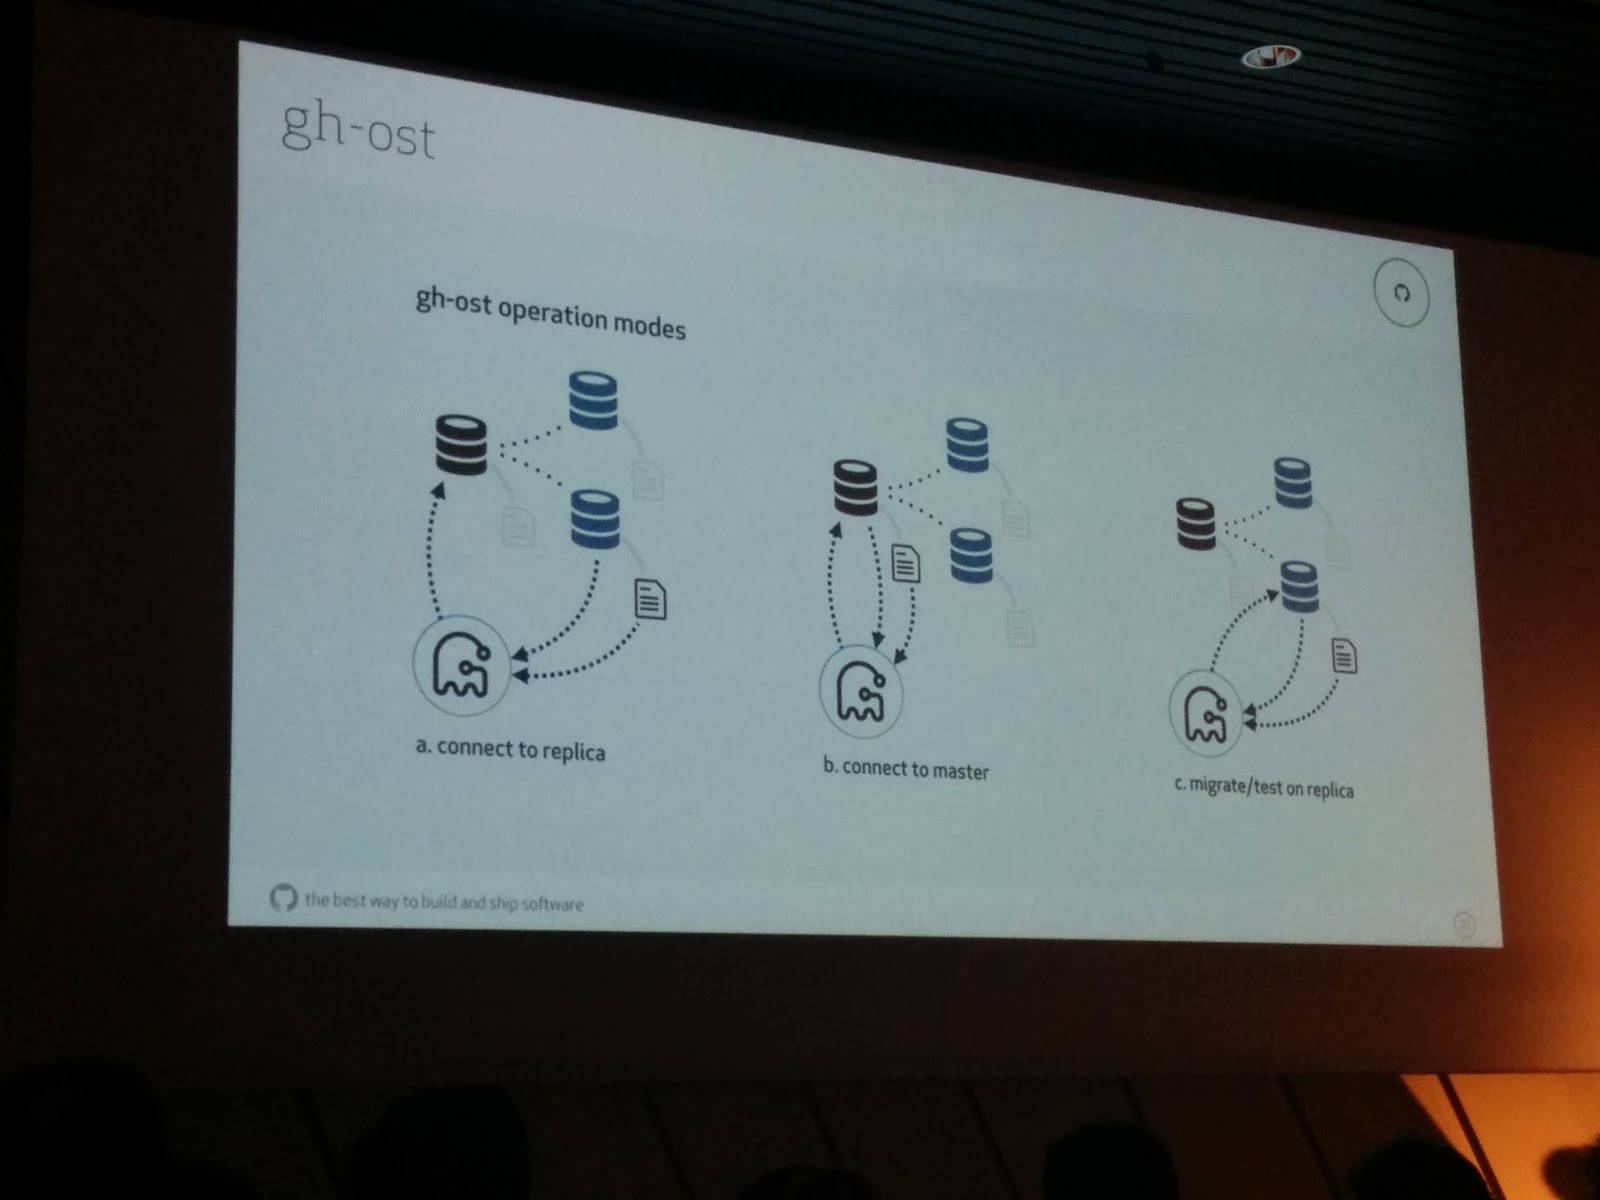 gh-ost
gh-ost operation modes
a. connect to replica
b. connect to master
c. migrate/test on replica
the best way to build and ship software